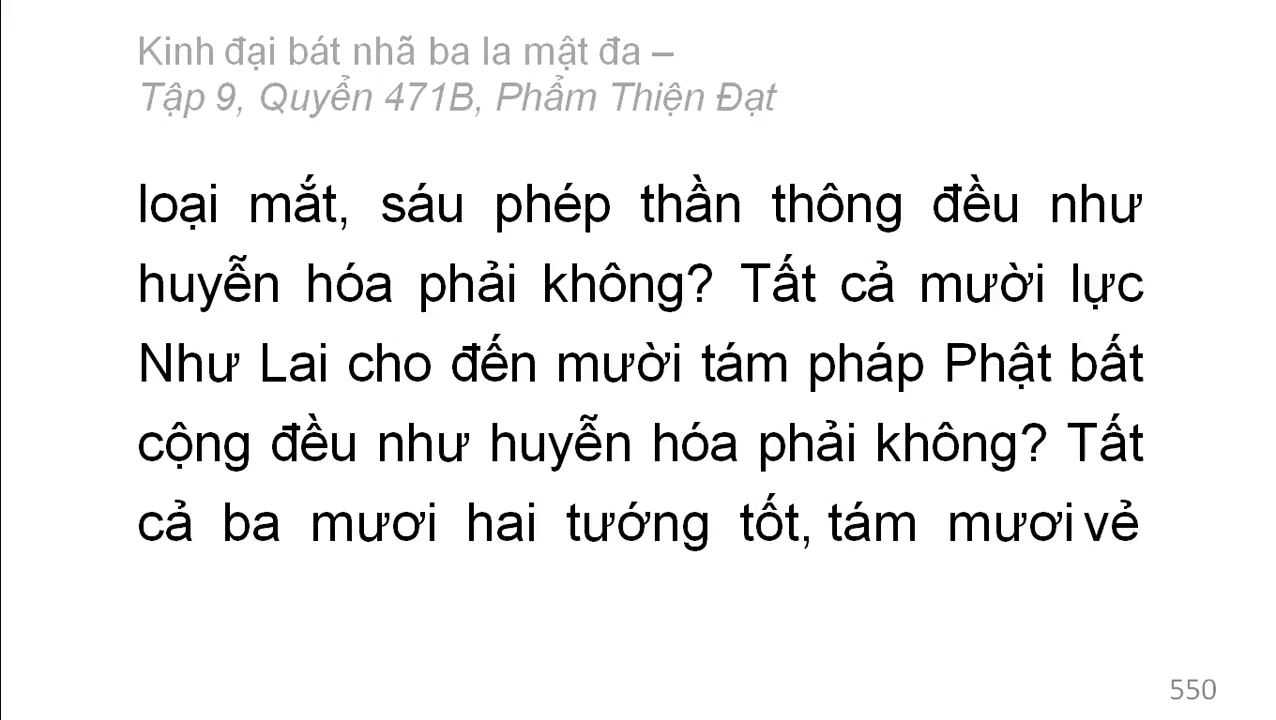 Kinh đại bát nhã ba la mật đa –
Tập 9, Quyển 471B, Phẩm Thiện Đạt
loại mắt, sáu phép thần thông đều như
huyễn hóa phải không? Tất cả mười lực
Như Lai cho đến mười tám pháp Phật bất
cộng đều như huyễn hóa phải không? Tất
cả ba mươi hai tướng tốt, tám mươi vẻ
550